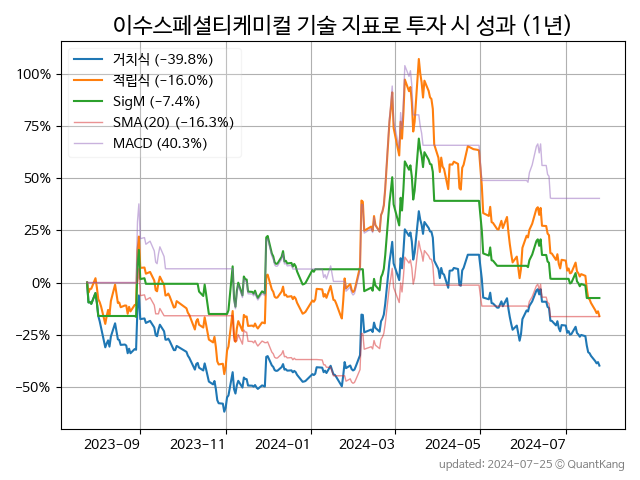 이수스페셜티케미컬 기술 지표로 투자 시 성과 (1년)
거치식 (−39.8%)
적립식 (−16.0%)
SigM (−7.4%)
SMA(20) (−16.3%)
MACD (40.3%)
100%
75%
50%
25%
0%
−25%
−50%
2023-09 2023-11 2024-01 2024-03 2024-05 2024-07
updated: 2024-07-25 ⓒ QuantKang